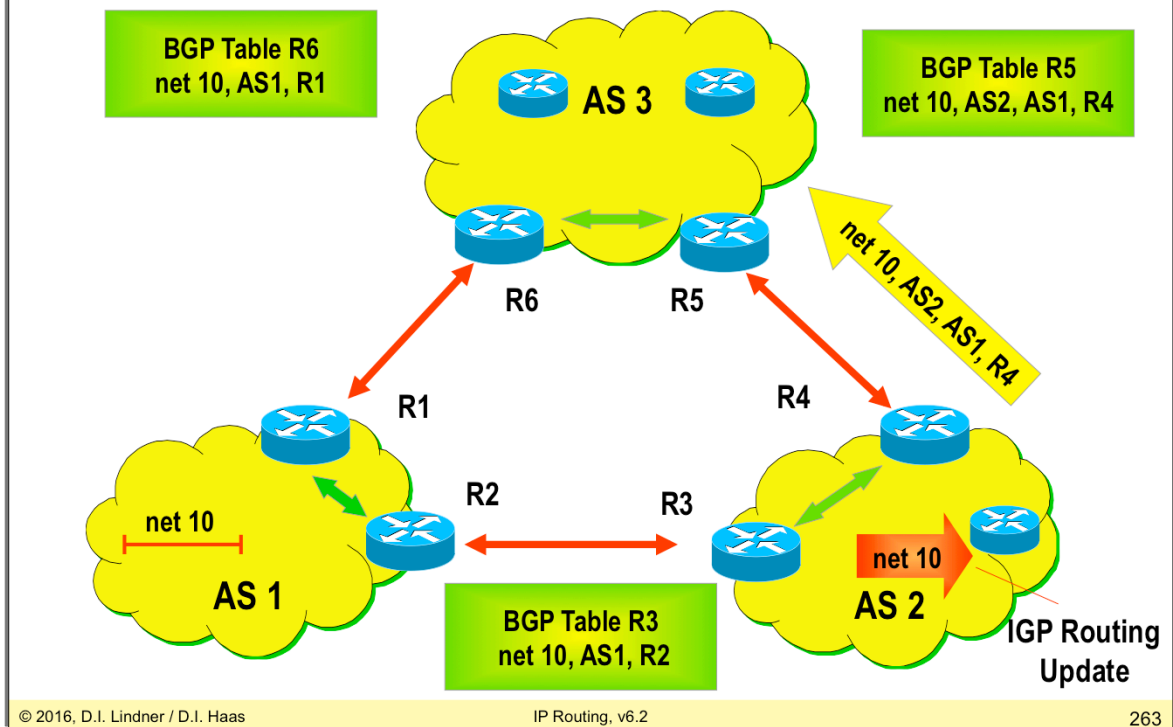 BGP Table R6
net 10, AS1, R1
AS 3
BGP Table R5
net 10, AS2, AS1, R4
net 10, AS2, AS1, R4
R6
R5
R1
R4
R2
R3
net 10
AS 1
net 10
AS 2
BGP Table R3
net 10, AS1, R2
IGP Routing
Update
© 2016, D.I. Lindner / D.I. Haas
IP Routing, v6.2
263